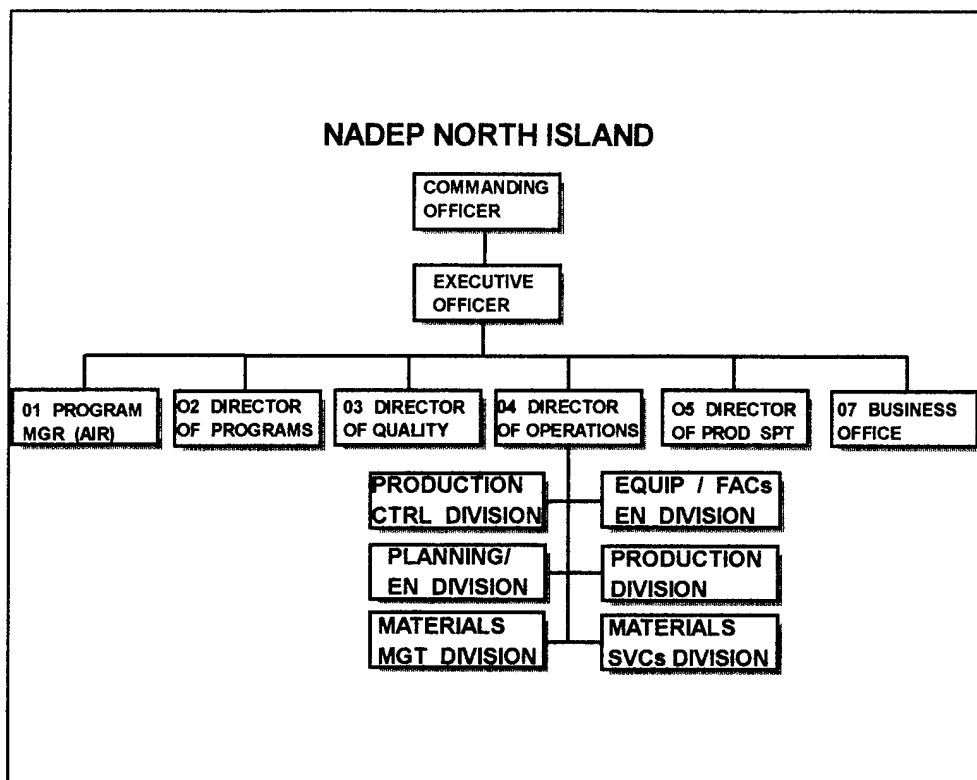 NADEP NORTH ISLAND
COMMANDING
OFFICER
EXECUTIVE
OFFICER
01 PROGRAM
MGR (AIR)
O2 DIRECTOR
OF PROGRAMS
03 DIRECTOR
OF QUALITY
04 DIRECTOR
OF OPERATIONS
O5 DIRECTOR
OF PROD SPT
07 BUSINESS
OFFICE
PRODUCTION
CTRL DIVISION
EQUIP / FACs
EN DIVISION
PLANNING/
EN DIVISION
PRODUCTION
DIVISION
MATERIALS
MGT DIVISION
MATERIALS
SVCs DIVISION